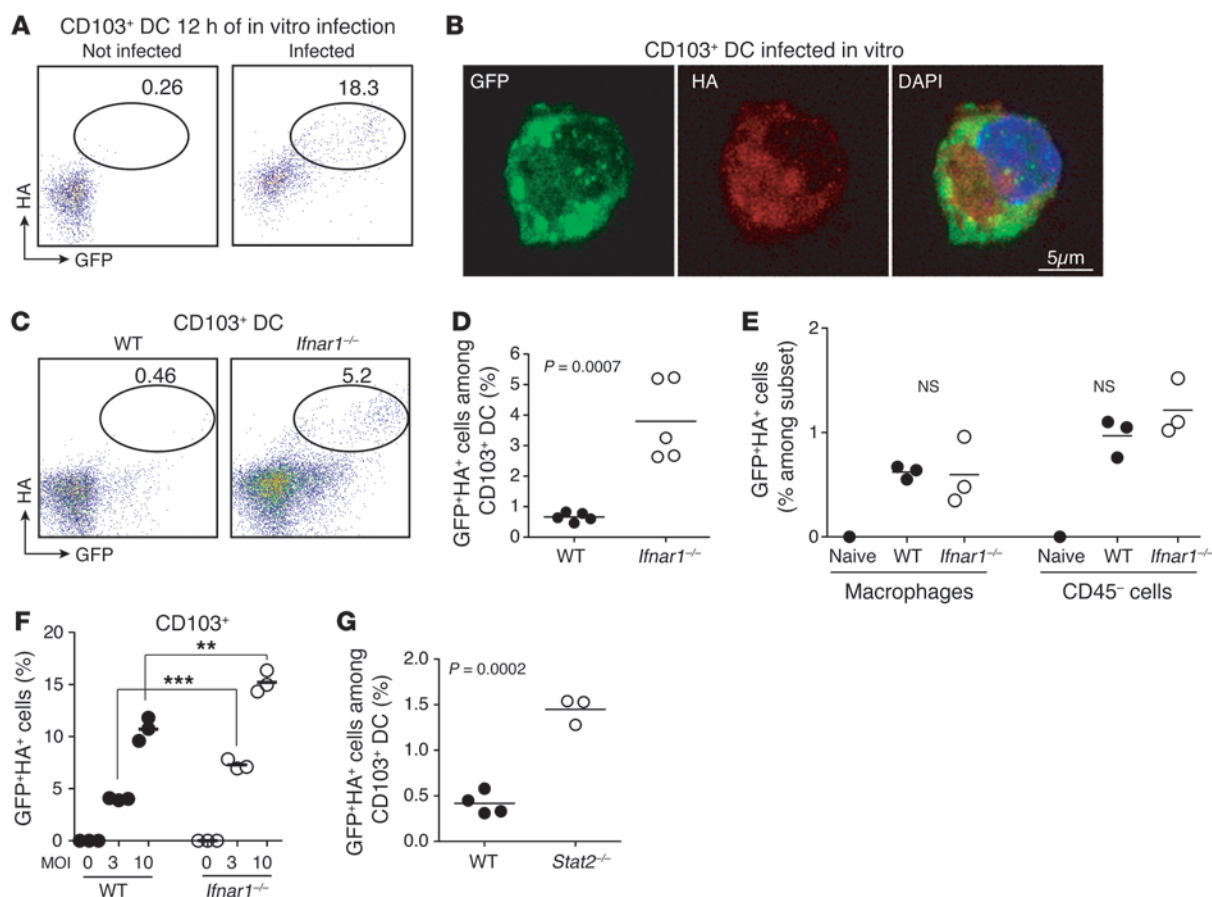 A
CD103⁺ DC 12 h of in vitro infection
Not infected
Infected
0.26
18.3
HA
GFP
B
CD103⁺ DC infected in vitro
GFP
HA
DAPI
5μm
C
CD103⁺ DC
WT
Ifnar1⁻/⁻
0.46
5.2
HA
GFP
D
GFP⁺HA⁺ cells among
CD103⁺ DC (%)
6
5
4
3
2
1
0
P = 0.0007
WT
Ifnar1⁻/⁻
E
GFP⁺HA⁺ cells
(% among subset)
2
1
0
NS
NS
Naive
WT
Ifnar1⁻/⁻
Naive
WT
Ifnar1⁻/⁻
Macrophages
CD45⁻ cells
F
CD103⁺
GFP⁺HA⁺ cells (%)
20
15
10
5
0
**
***
MOI 0 3 10 0 3 10
WT
Ifnar1⁻/⁻
G
GFP⁺HA⁺ cells among
CD103⁺ DC (%)
2.0
1.5
1.0
0.5
0.0
P = 0.0002
WT
Stat2⁻/⁻